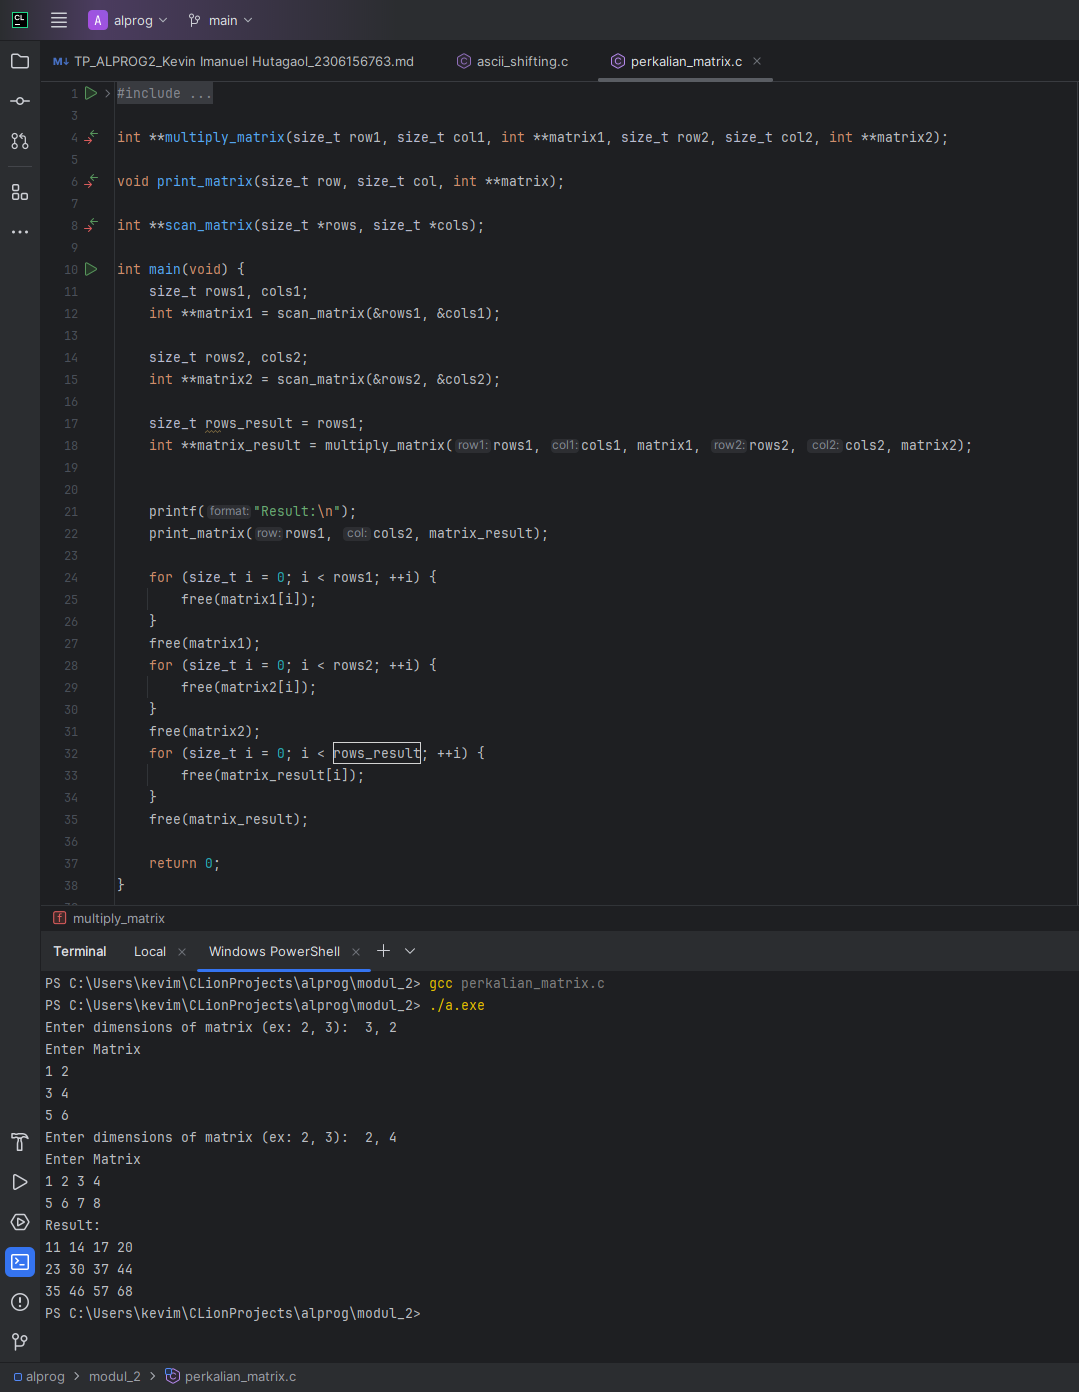 CL A alprog main
M↓ TP_ALPROG2_Kevin Imanuel Hutagaol_2306156763.md C ascii_shifting.c C perkalian_matrix.c ×
1 #include ...
3
4 int **multiply_matrix(size_t row1, size_t col1, int **matrix1, size_t row2, size_t col2, int **matrix2);
5
6 void print_matrix(size_t row, size_t col, int **matrix);
7
8 int **scan_matrix(size_t *rows, size_t *cols);
9
10 int main(void) {
11     size_t rows1, cols1;
12     int **matrix1 = scan_matrix(&rows1, &cols1);
13
14     size_t rows2, cols2;
15     int **matrix2 = scan_matrix(&rows2, &cols2);
16
17     size_t rows_result = rows1;
18     int **matrix_result = multiply_matrix( row1: rows1, col1: cols1, matrix1, row2: rows2, col2: cols2, matrix2);
19
20
21     printf( format: "Result:\n");
22     print_matrix( row: rows1, col: cols2, matrix_result);
23
24     for (size_t i = 0; i < rows1; ++i) {
25         free(matrix1[i]);
26     }
27     free(matrix1);
28     for (size_t i = 0; i < rows2; ++i) {
29         free(matrix2[i]);
30     }
31     free(matrix2);
32     for (size_t i = 0; i < rows_result; ++i) {
33         free(matrix_result[i]);
34     }
35     free(matrix_result);
36
37     return 0;
38 }
f multiply_matrix
Terminal Local × Windows PowerShell ×
PS C:\Users\kevim\CLionProjects\alprog\modul_2> gcc perkalian_matrix.c
PS C:\Users\kevim\CLionProjects\alprog\modul_2> ./a.exe
Enter dimensions of matrix (ex: 2, 3):  3, 2
Enter Matrix
1 2
3 4
5 6
Enter dimensions of matrix (ex: 2, 3):  2, 4
Enter Matrix
1 2 3 4
5 6 7 8
Result:
11 14 17 20
23 30 37 44
35 46 57 68
PS C:\Users\kevim\CLionProjects\alprog\modul_2>
alprog > modul_2 > perkalian_matrix.c